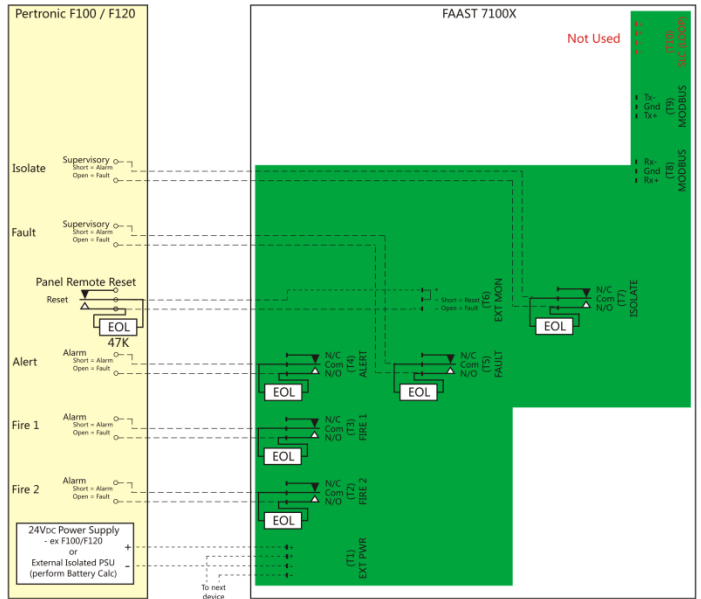 Pertronic F100 / F120
FAAST 7100X
Not Used
(T10)
SLC (LOOP)
Tx-
Gnd
Tx+
(T9)
MODBUS
Rx-
Gnd
Rx+
(T8)
MODBUS
Isolate
Supervisory
Short = Alarm
Open = Fault
Fault
Supervisory
Short = Alarm
Open = Fault
Panel Remote Reset
Reset
EOL
47K
+
-
Short = Reset
Open = Fault
(T6)
EXT MON
N/C
Com
N/O
(T7)
ISOLATE
EOL
Alert
Alarm
Short = Alarm
Open = Fault
N/C
Com
N/O
(T4)
ALERT
EOL
N/C
Com
N/O
(T5)
FAULT
EOL
Fire 1
Alarm
Short = Alarm
Open = Fault
N/C
Com
N/O
(T3)
FIRE 1
EOL
Fire 2
Alarm
Short = Alarm
Open = Fault
N/C
Com
N/O
(T2)
FIRE 2
EOL
24VDC Power Supply
- ex F100/F120
or
External Isolated PSU
(perform Battery Calc)
+
-
+
+
-
-
(T1)
EXT PWR
To next
device